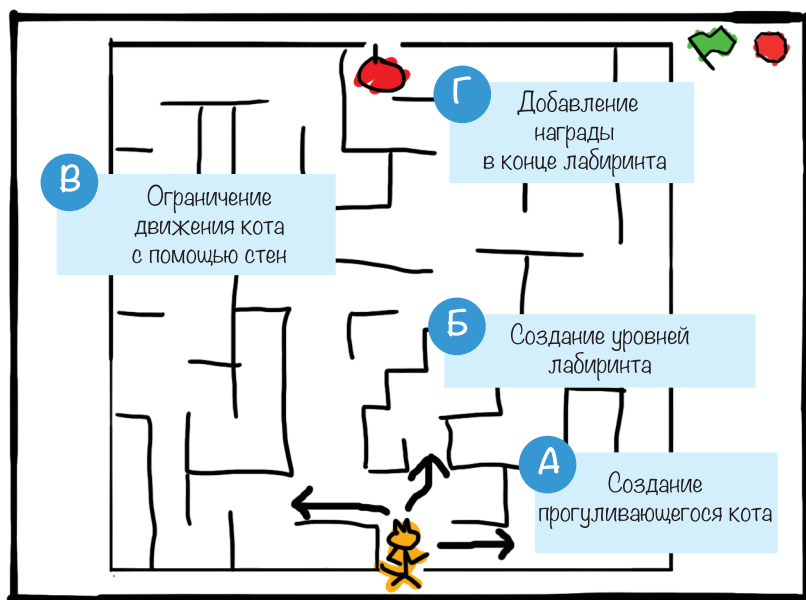 Г
Добавление
награды
в конце лабиринта
В
Ограничение
движения кота
с помощью стен
Б
Создание уровней
лабиринта
А
Создание
прогуливающегося кота